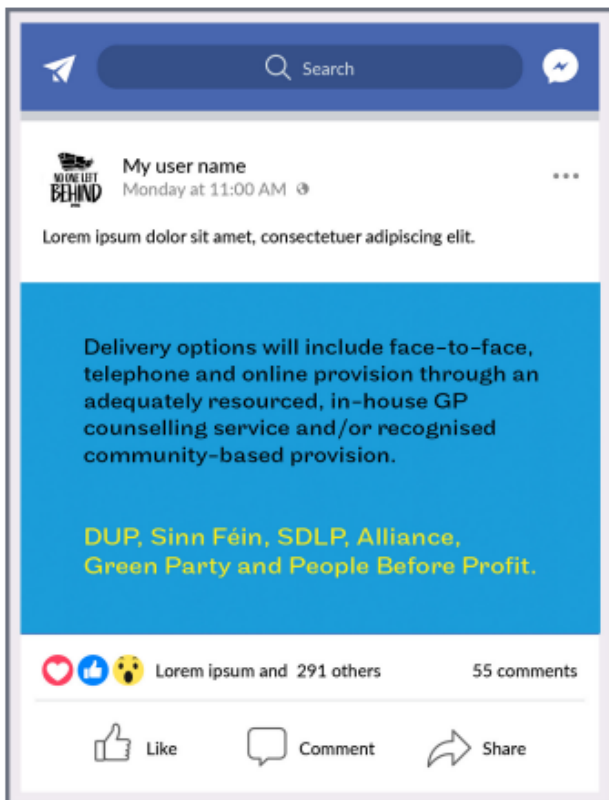 Search
NO ONE LEFT
BEHIND
My user name
Monday at 11:00 AM
Lorem ipsum dolor sit amet, consectetuer adipiscing elit.
Delivery options will include face-to-face,
telephone and online provision through an
adequately resourced, in-house GP
counselling service and/or recognised
community-based provision.
DUP, Sinn Féin, SDLP, Alliance,
Green Party and People Before Profit.
Lorem ipsum and 291 others
55 comments
Like
Comment
Share